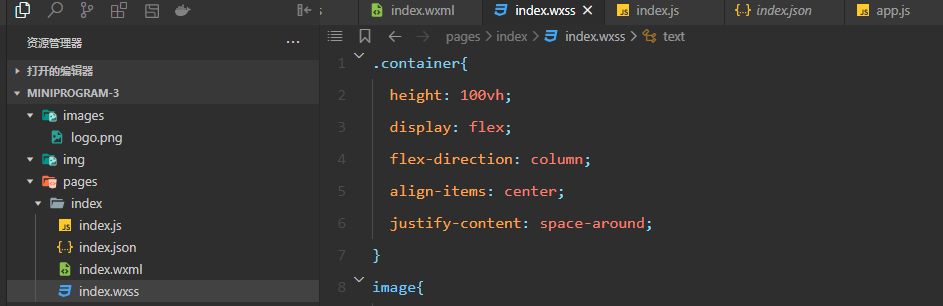 s index.wxml index.wxss index.js index.json app.js
资源管理器
打开的编辑器
MINIPROGRAM-3
images
logo.png
img
pages
index
index.js
index.json
index.wxml
index.wxss
pages > index > index.wxss > text
1 .container{
2 height: 100vh;
3 display: flex;
4 flex-direction: column;
5 align-items: center;
6 justify-content: space-around;
7 }
8 image{